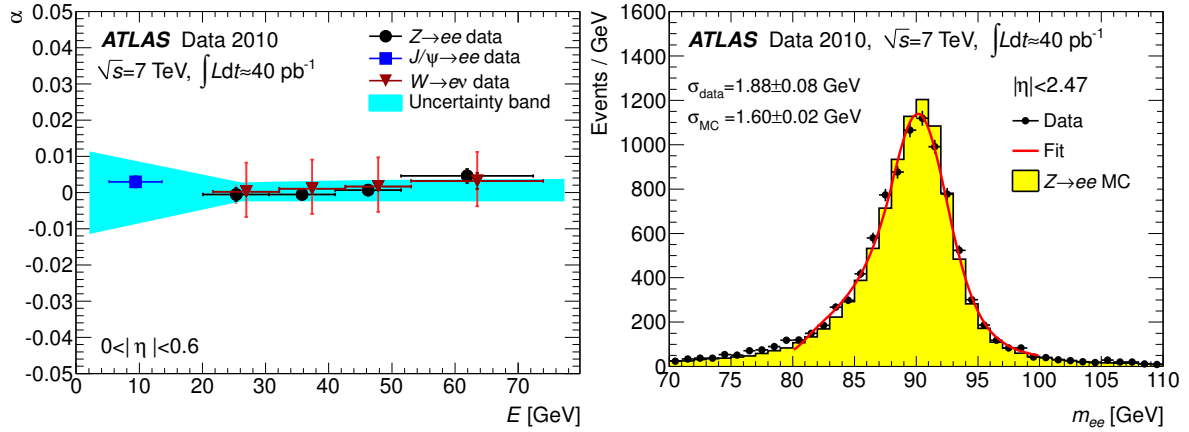 α
0.05
0.04
0.03
0.02
0.01
0
-0.01
-0.02
-0.03
-0.04
-0.05
ATLAS Data 2010
√s=7 TeV, ∫Ldt≈40 pb⁻¹
Z→ee data
J/ψ→ee data
W→eν data
Uncertainty band
0<| η |<0.6
0 10 20 30 40 50 60 70
E [GeV]
Events / GeV
1600
1400
1200
1000
800
600
400
200
0
ATLAS Data 2010, √s=7 TeV, ∫Ldt≈40 pb⁻¹
σdata=1.88±0.08 GeV
σMC =1.60±0.02 GeV
|η|<2.47
Data
Fit
Z→ee MC
70 75 80 85 90 95 100 105 110
mee [GeV]